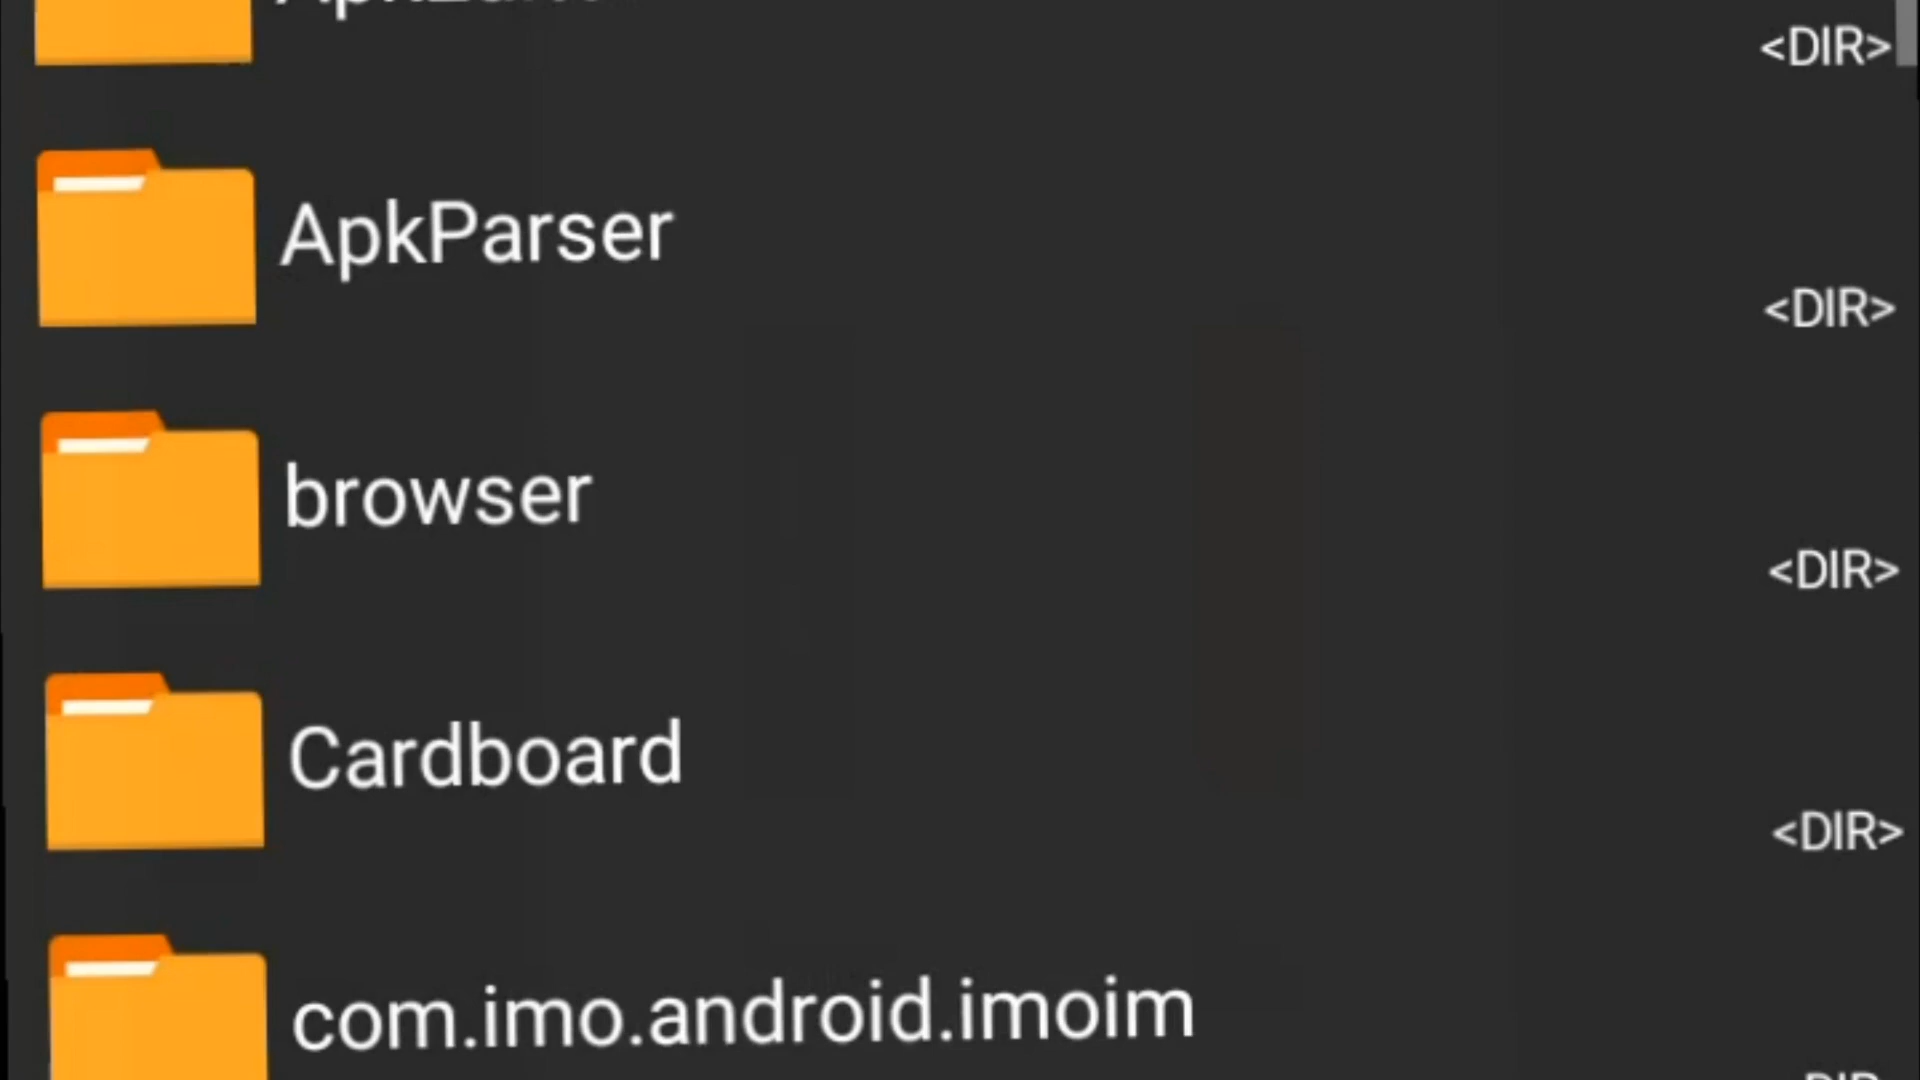 <DIR>
ApkParser
<DIR>
browser
<DIR>
Cardboard
<DIR>
com.imo.android.imoim